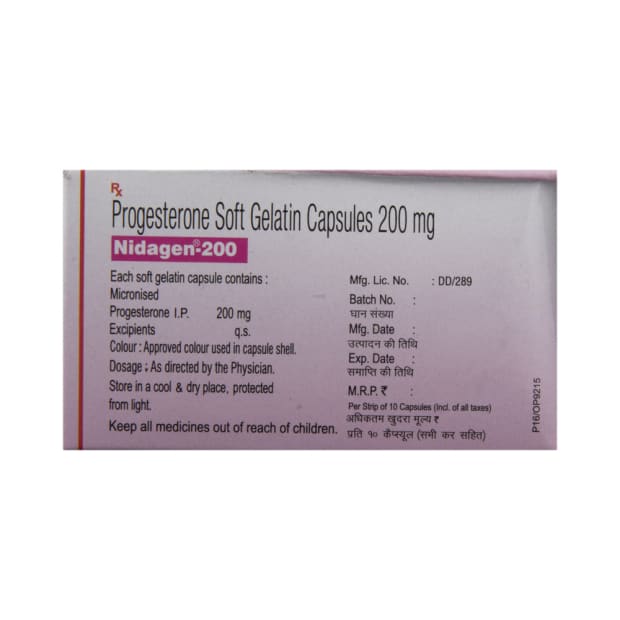 Rx
Progesterone Soft Gelatin Capsules 200 mg
Nidagen®-200
Each soft gelatin capsule contains :
Micronised
Progesterone I.P. 200 mg
Excipients q.s.
Colour : Approved colour used in capsule shell.
Dosage : As directed by the Physician.
Store in a cool & dry place, protected
from light.
Keep all medicines out of reach of children.
Mfg. Lic. No. : DD/289
Batch No. :
घान संख्या
Mfg. Date :
उत्पादन की तिथि
Exp. Date :
समाप्ति की तिथि
M.R.P. ₹ :
Per Strip of 10 Capsules (Incl. of all taxes)
अधिकतम खुदरा मूल्य ₹
प्रति १० कैप्स्यूल (सभी कर सहित)
P16/OP9215